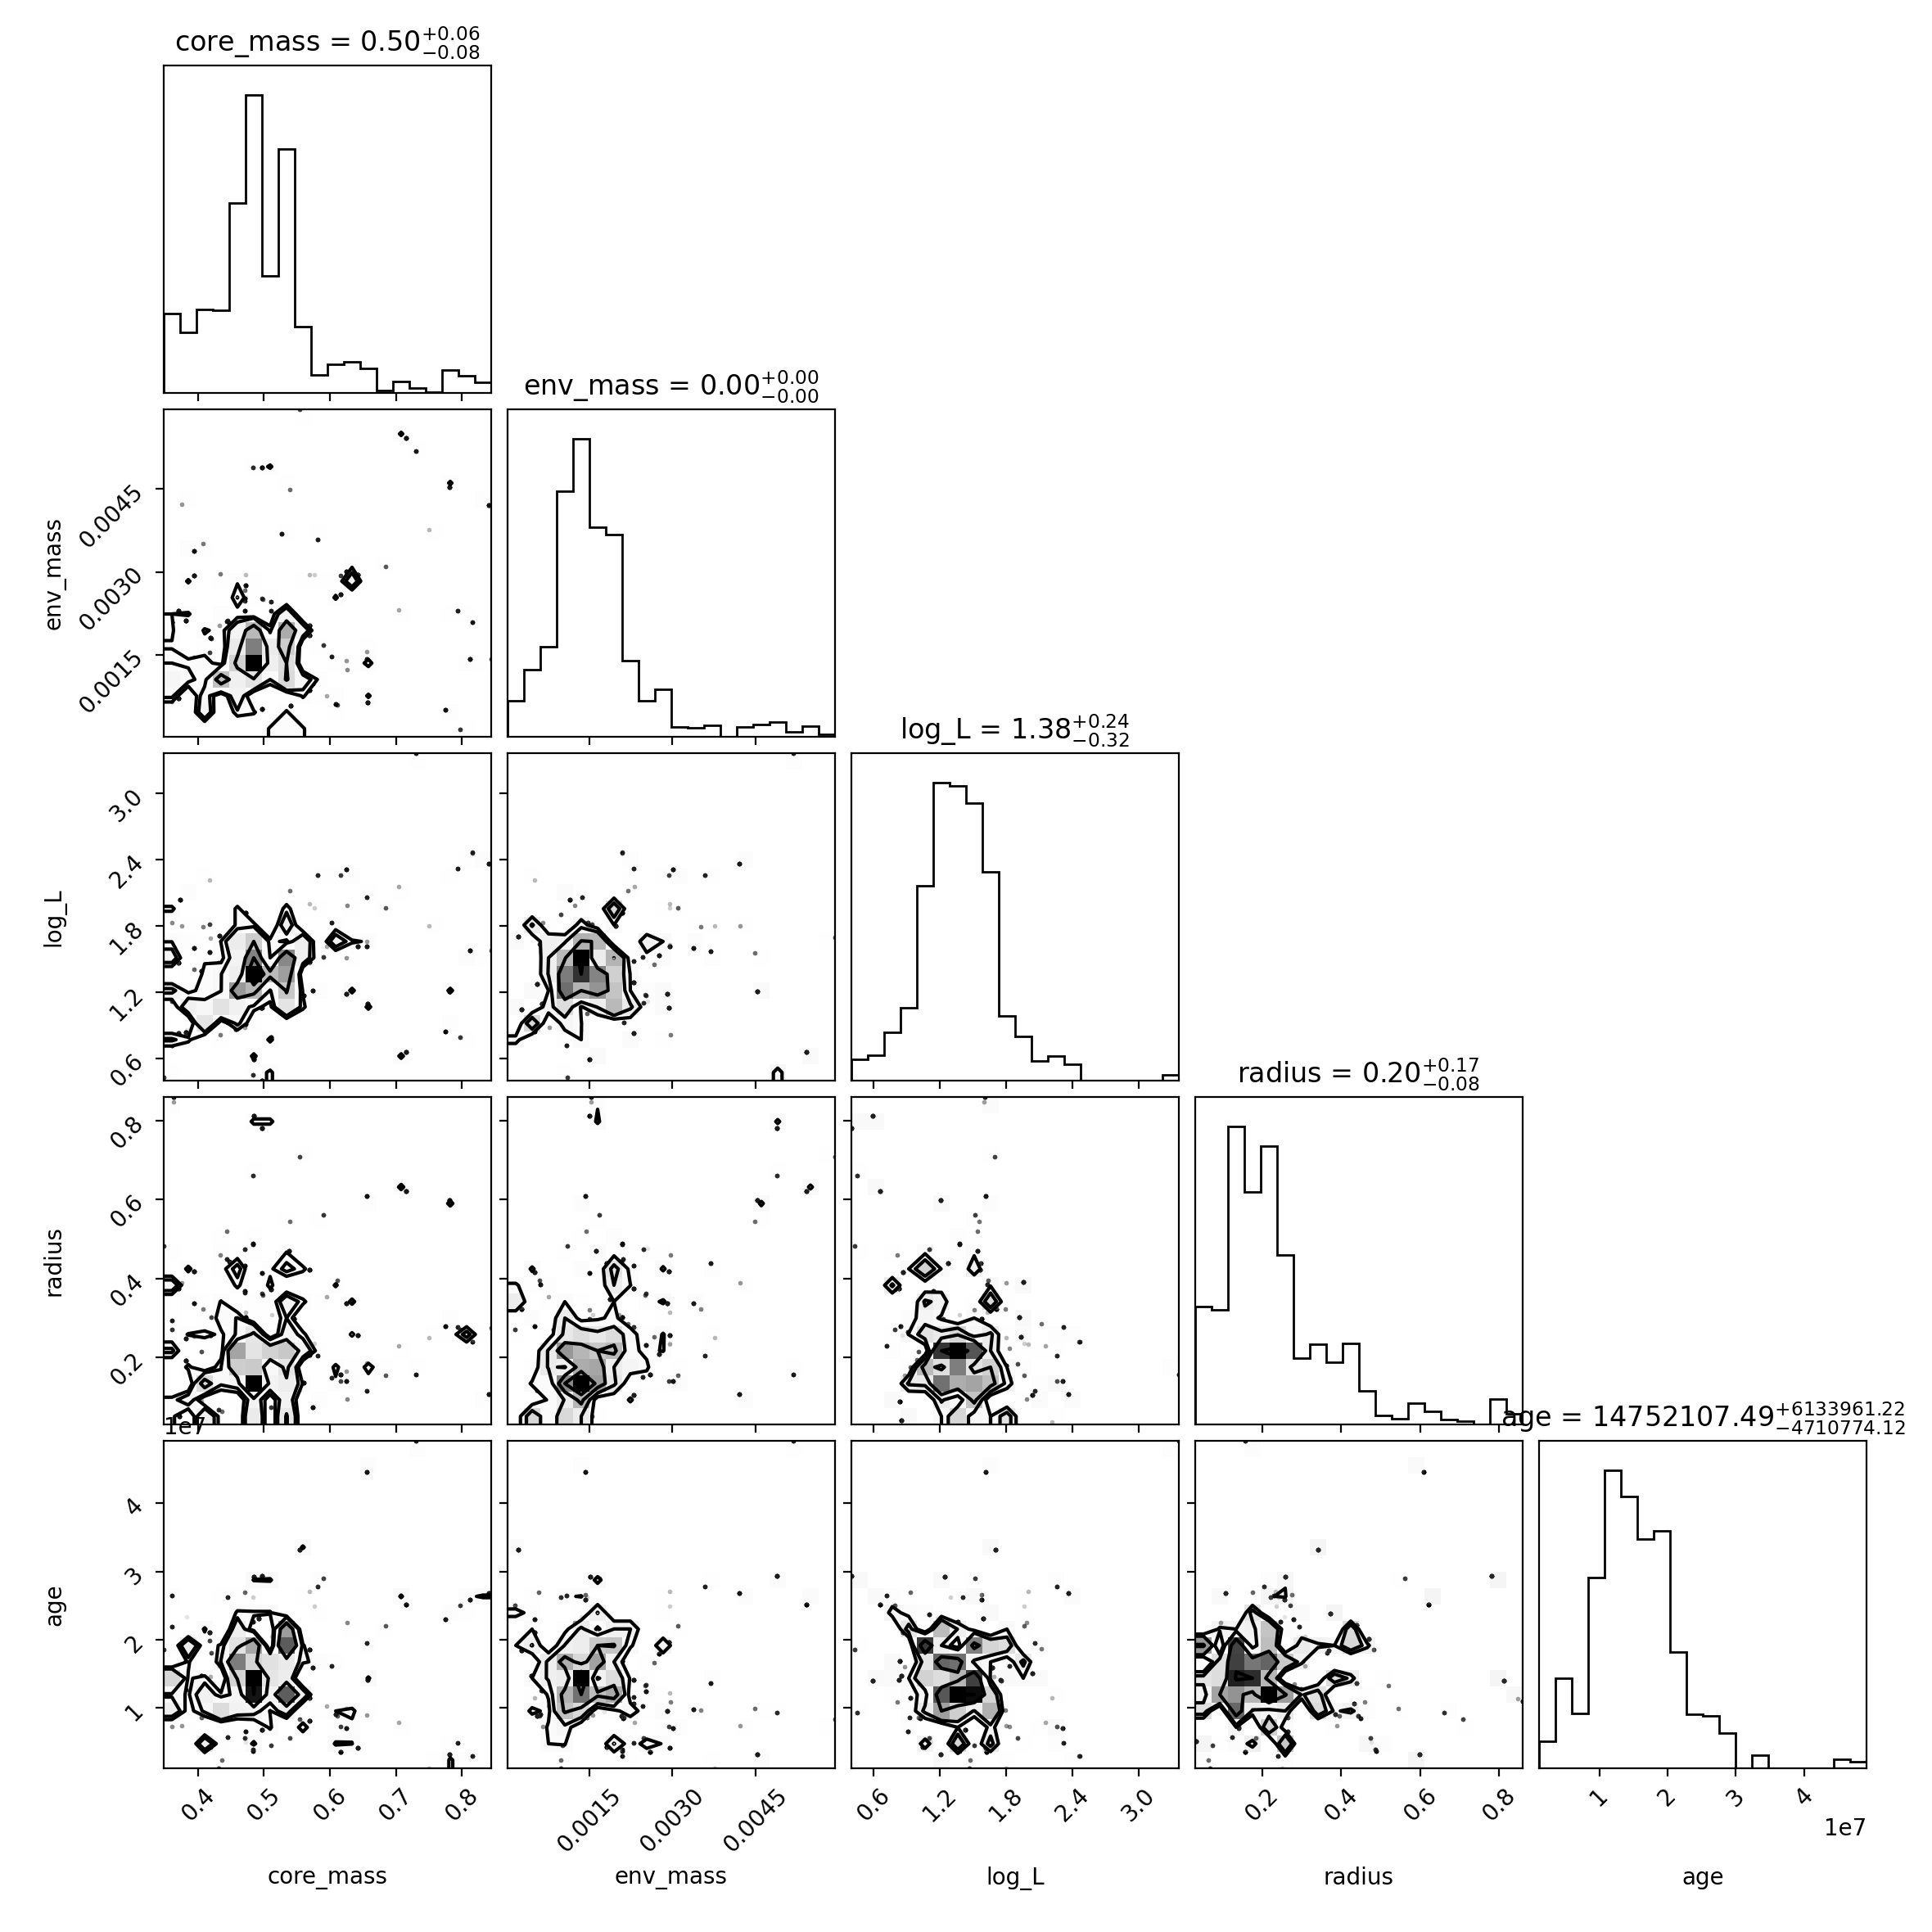 core_mass = 0.50+0.06−0.08
env_mass = 0.00+0.00−0.00
env_mass
0.0045
0.0030
0.0015
log_L = 1.38+0.24−0.32
log_L
3.0
2.4
1.8
1.2
0.6
radius = 0.20+0.17−0.08
radius
0.8
0.6
0.4
0.2
1e7
age = 14752107.49+6133961.22−4710774.12
age
4
3
2
1
0.4 0.5 0.6 0.7 0.8
0.0015 0.0030 0.0045
0.6 1.2 1.8 2.4 3.0
0.2 0.4 0.6 0.8
1 2 3 4
1e7
core_mass
env_mass
log_L
radius
age